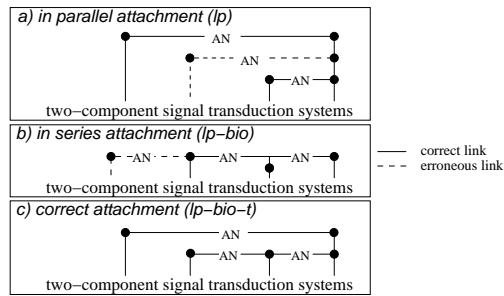 a) in parallel attachment (lp)
AN
AN
AN
two-component signal transduction systems
b) in series attachment (lp-bio)
AN
AN
AN
two-component signal transduction systems
correct link
erroneous link
c) correct attachment (lp-bio-t)
AN
AN
AN
two-component signal transduction systems